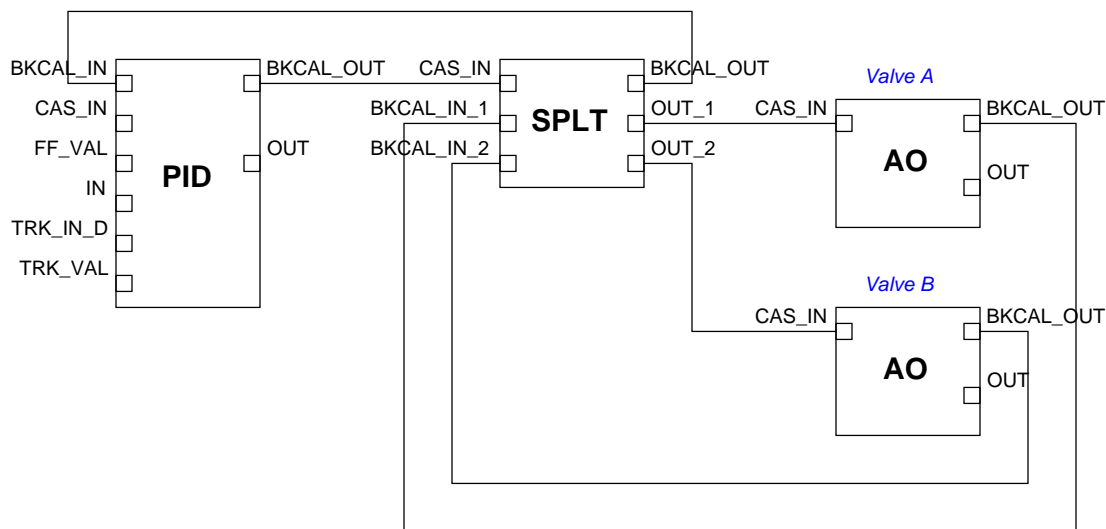 BKCAL_IN
CAS_IN
FF_VAL
IN
TRK_IN_D
TRK_VAL
PID
BKCAL_OUT
OUT
CAS_IN
BKCAL_IN_1
BKCAL_IN_2
SPLT
BKCAL_OUT
OUT_1
OUT_2
Valve A
CAS_IN
AO
BKCAL_OUT
OUT
Valve B
CAS_IN
AO
BKCAL_OUT
OUT